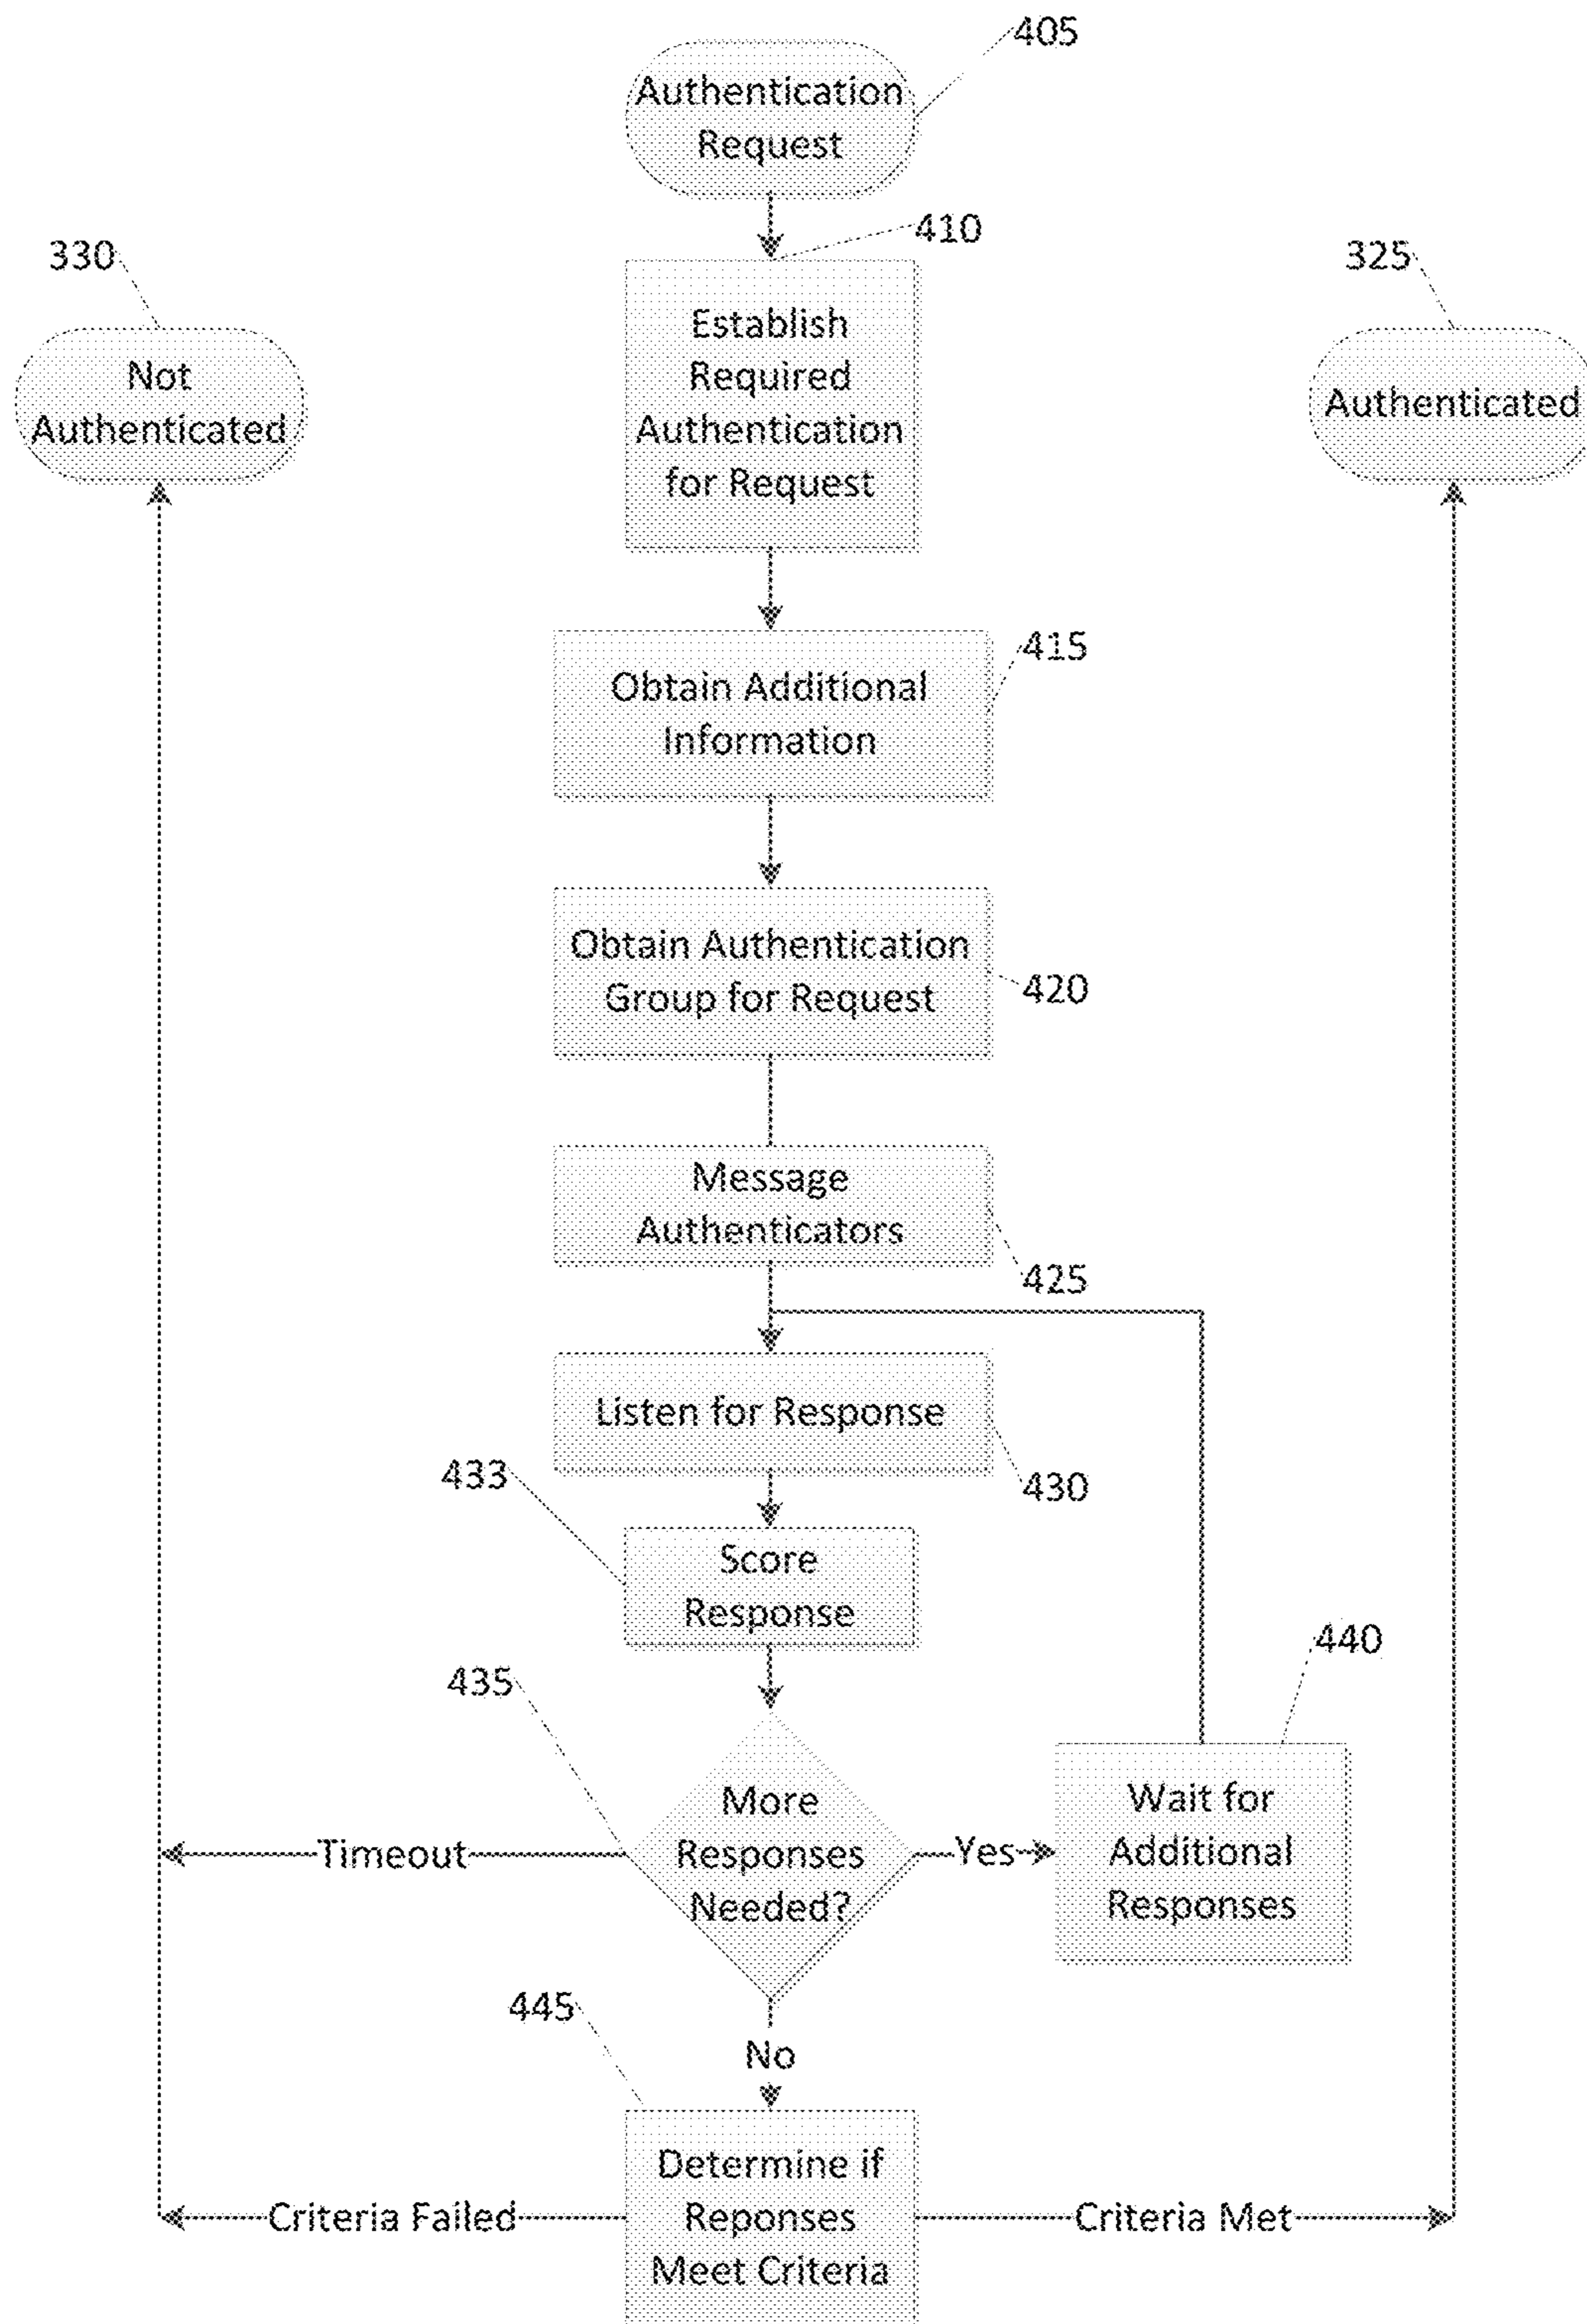 405
Authentication
Request
410
330
325
Establish
Required
Authentication
for Request
Not
Authenticated
Authenticated
415
Obtain Additional
Information
Obtain Authentication
Group for Request
420
Message
Authenticators
425
Listen for Response
433
430
Score
Response
435
440
More
Responses
Needed?
Timeout
Yes
Wait for
Additional
Responses
445
No
Determine if
Reponses
Meet Criteria
Criteria Failed
Criteria Met